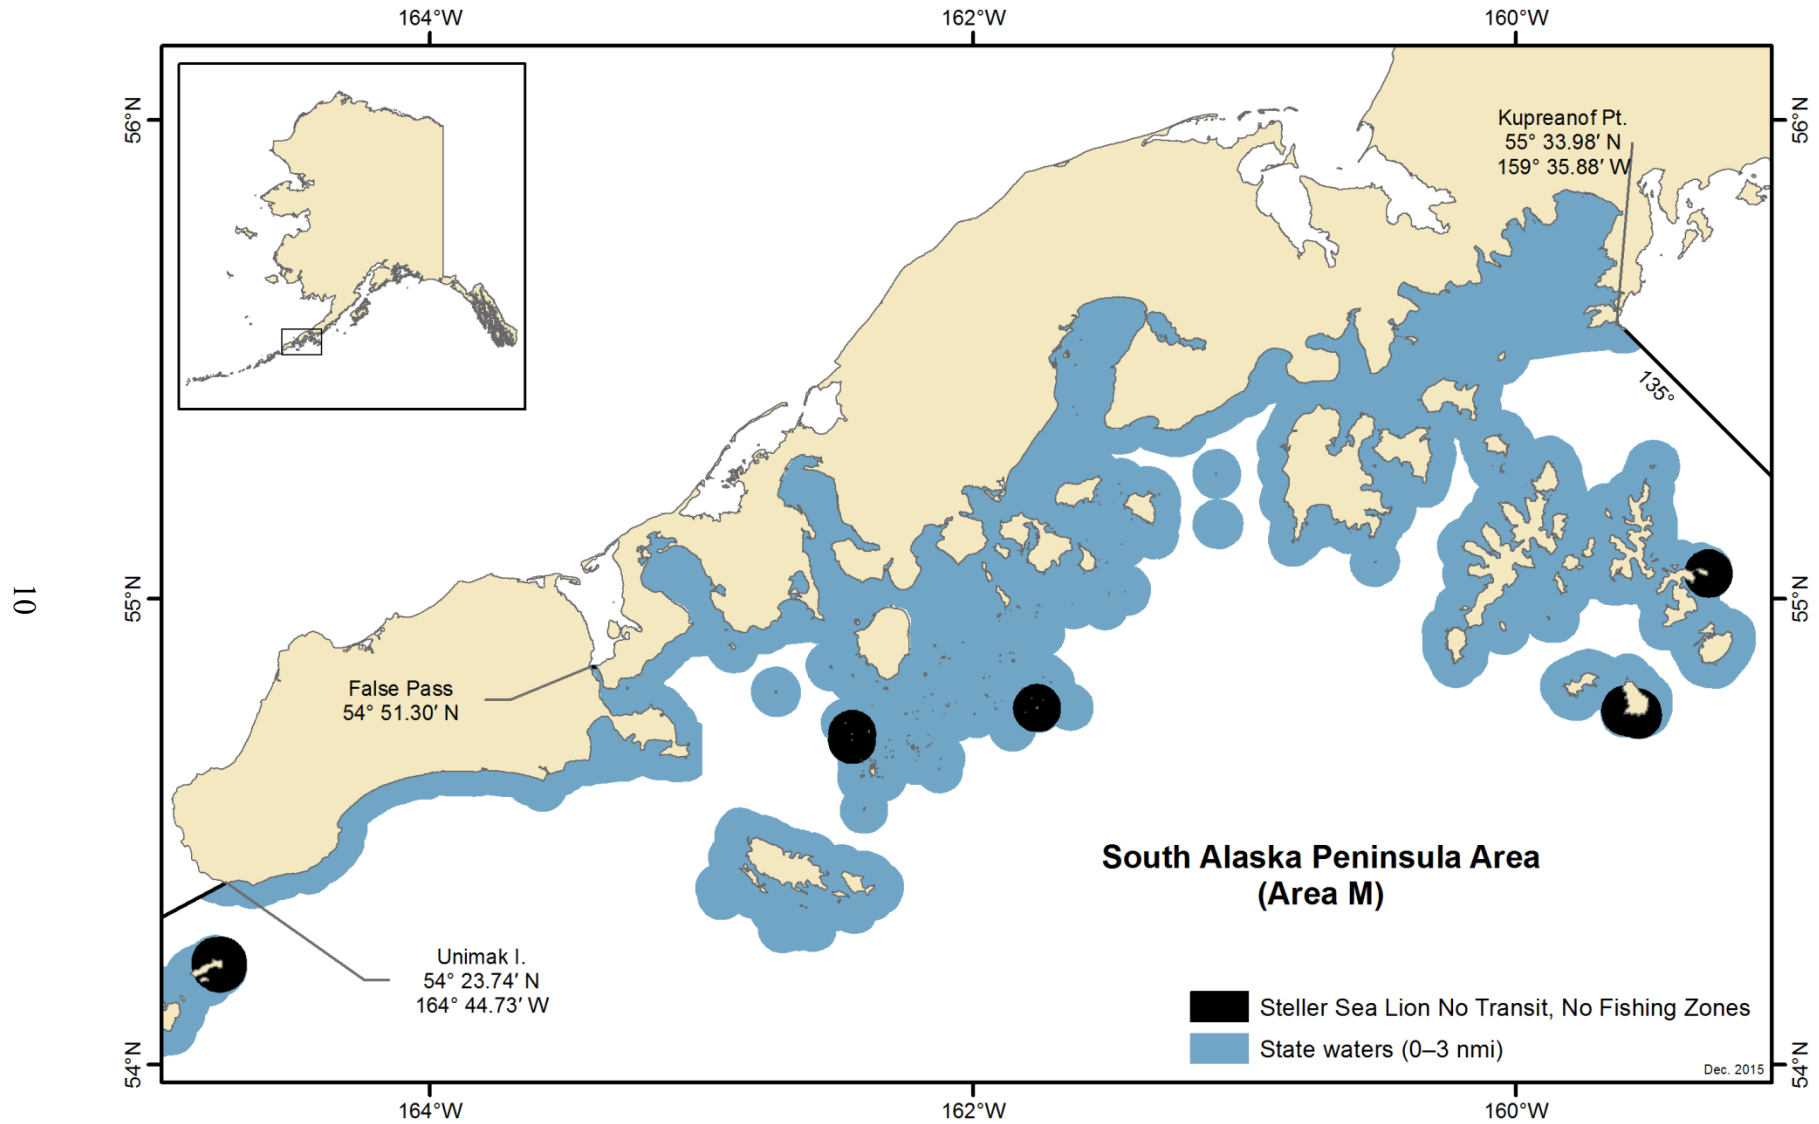 164°W
162°W
160°W
56°N
56°N
Kupreanof Pt.
55° 33.98′ N
159° 35.88′ W
135°
10
55°N
55°N
False Pass
54° 51.30′ N
South Alaska Peninsula Area
(Area M)
Unimak I.
54° 23.74′ N
164° 44.73′ W
Steller Sea Lion No Transit, No Fishing Zones
State waters (0–3 nmi)
54°N
54°N
Dec. 2015
164°W
162°W
160°W